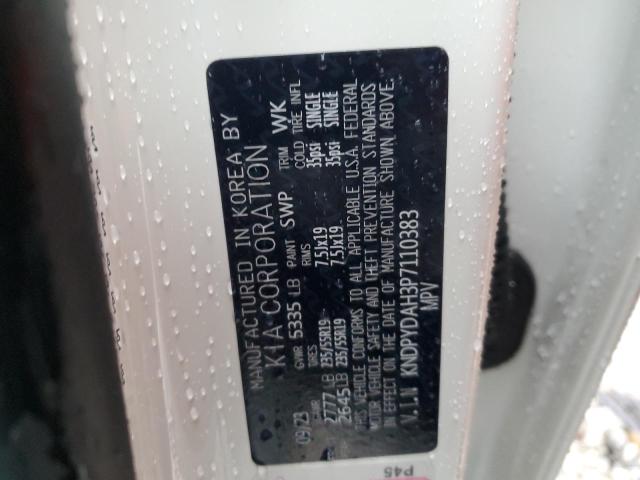 MANUFACTURED IN KOREA BY
KIA CORPORATION
09/23 GVWR 5335 LB PAINT SWP TRIM WK
GAWR TIRES RIMS COLD TIRE INFL
2777 LB 235/55R19 7.5Jx19 35psi SINGLE
2645 LB 235/55R19 7.5Jx19 35psi SINGLE
THIS VEHICLE CONFORMS TO ALL APPLICABLE U.S.A. FEDERAL
MOTOR VEHICLE SAFETY AND THEFT PREVENTION STANDARDS
IN EFFECT ON THE DATE OF MANUFACTURE SHOWN ABOVE.
V.I.N KNDPYDAH3P7110383
MPV
P45